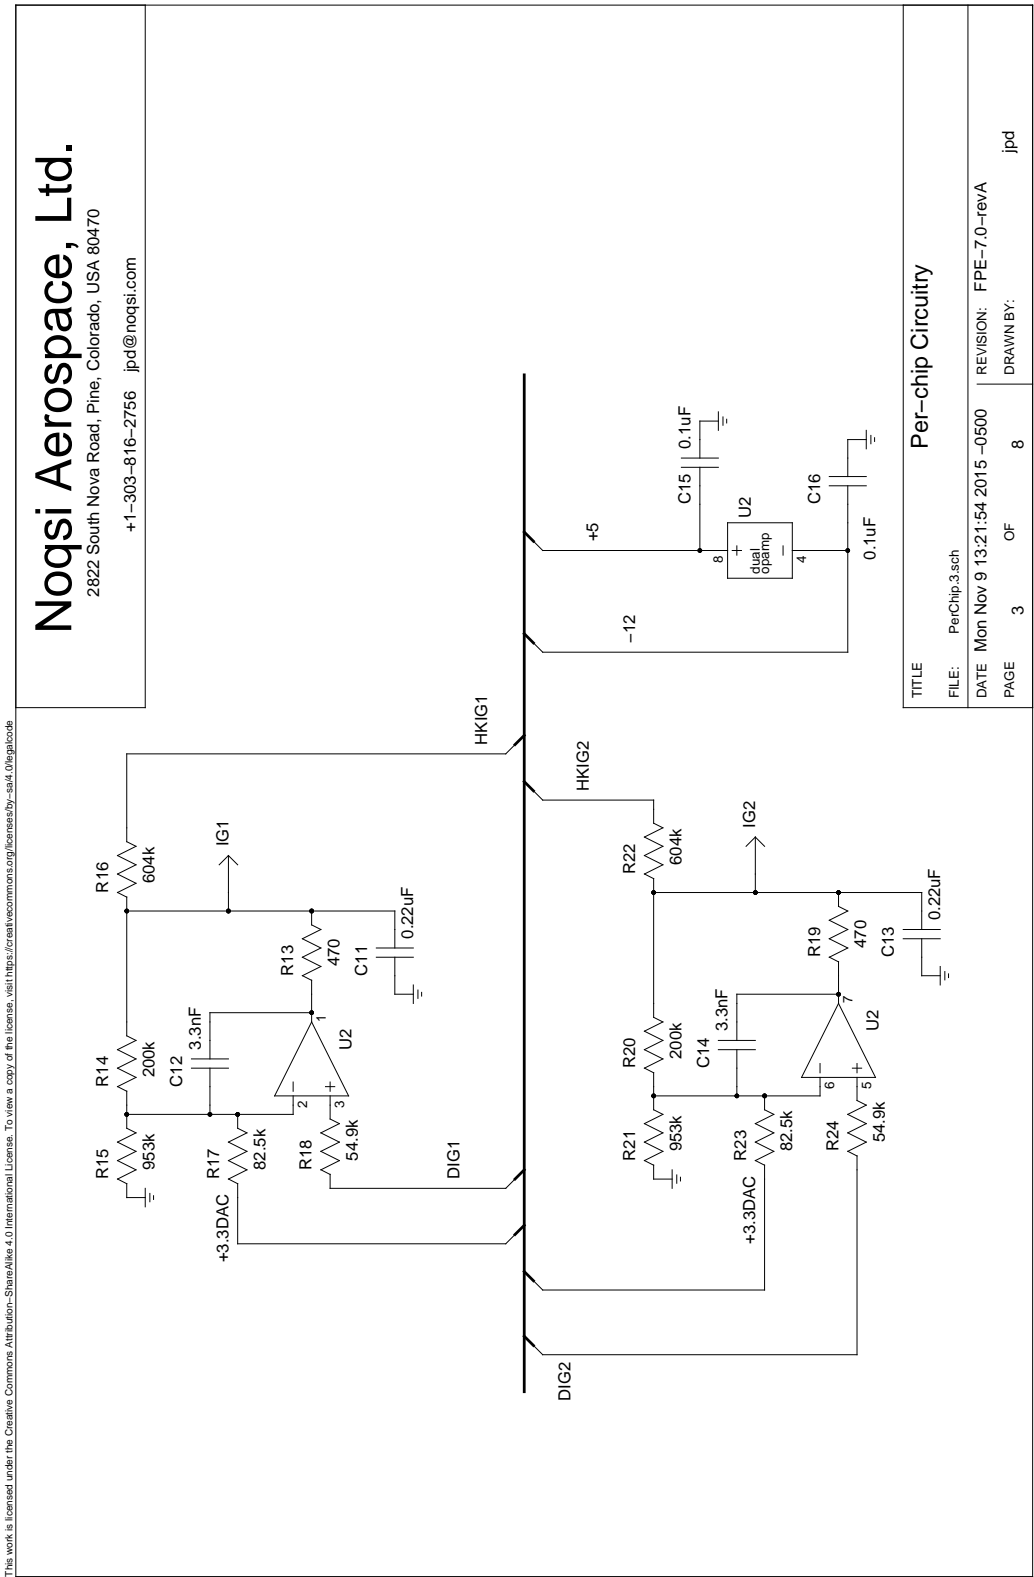 This work is licensed under the Creative Commons Attribution−ShareAlike 4.0 International License. To view a copy of the license, visit https://creativecommons.org/licenses/by−sa/4.0/legalcode
Noqsi Aerospace, Ltd.
2822 South Nova Road, Pine, Colorado, USA 80470
+1−303−816−2756 jpd@noqsi.com
R15
953k
R14
200k
R16
604k
C12
3.3nF
R17
82.5k
+3.3DAC
IG1
R13
470
2
3
1
U2
R18
54.9k
C11
0.22uF
DIG1
HKIG1
DIG2
HKIG2
−12
+5
R21
953k
R20
200k
R22
604k
C14
3.3nF
R23
82.5k
+3.3DAC
IG2
R19
470
6
5
7
U2
R24
54.9k
C13
0.22uF
C15
0.1uF
U2
8
+
dual
opamp
−
4
C16
0.1uF
TITLE
Per−chip Circuitry
FILE: PerChip.3.sch
DATE Mon Nov 9 13:21:54 2015 −0500
REVISION: FPE−7.0−revA
PAGE 3 OF 8
DRAWN BY: jpd